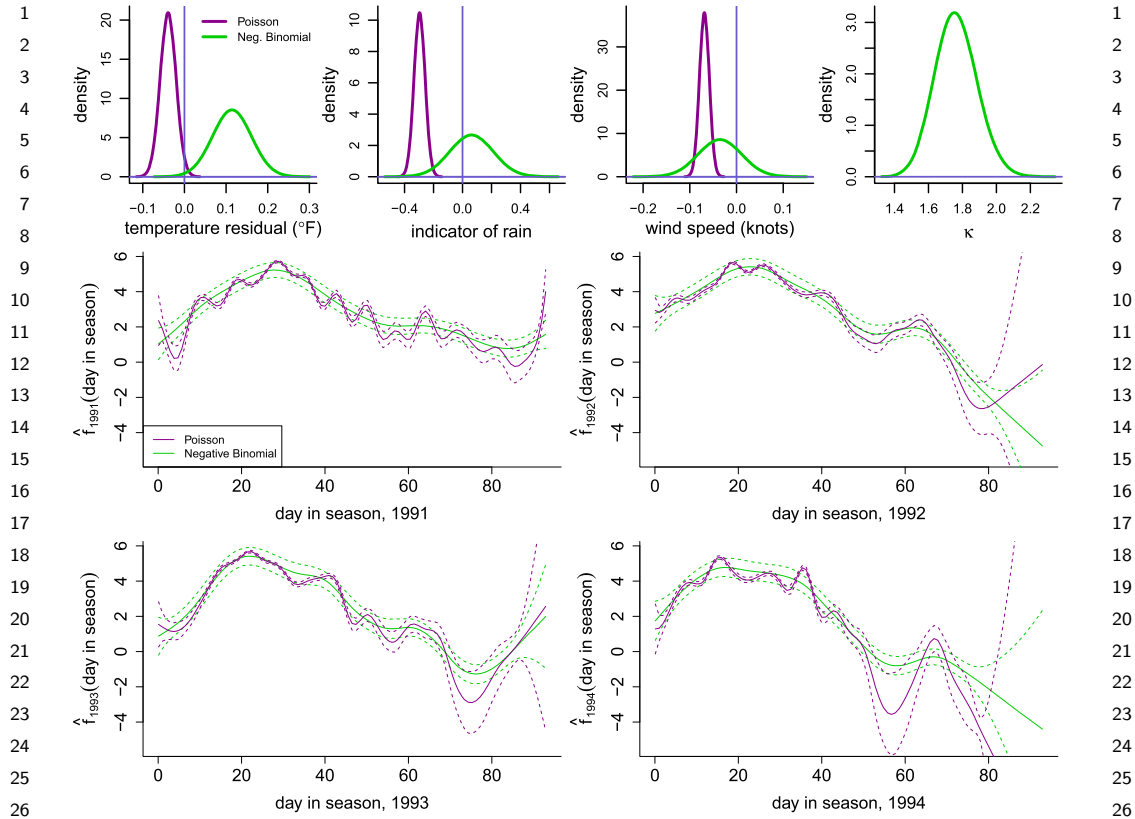 1 1
2 2
3 3
4 4
5 5
6 6
7 7
8 8
9 9
10 10
11 11
12 12
13 13
14 14
15 15
16 16
17 17
18 18
19 19
20 20
21 21
22 22
23 23
24 24
25 25
26 26
Poisson
Neg. Binomial
density
0 5 10 15 20
−0.1 0.0 0.1 0.2 0.3
temperature residual (°F)
density
0 2 4 6 8 10
−0.4 0.0 0.4
indicator of rain
density
0 10 20 30
−0.2 −0.1 0.0 0.1
wind speed (knots)
density
0.0 1.0 2.0 3.0
1.4 1.6 1.8 2.0 2.2
κ
f̂1991(day in season)
−4 −2 0 2 4 6
Poisson
Negative Binomial
0 20 40 60 80
day in season, 1991
f̂1992(day in season)
−4 −2 0 2 4 6
0 20 40 60 80
day in season, 1992
f̂1993(day in season)
−4 −2 0 2 4 6
0 20 40 60 80
day in season, 1993
f̂1994(day in season)
−4 −2 0 2 4 6
0 20 40 60 80
day in season, 1994